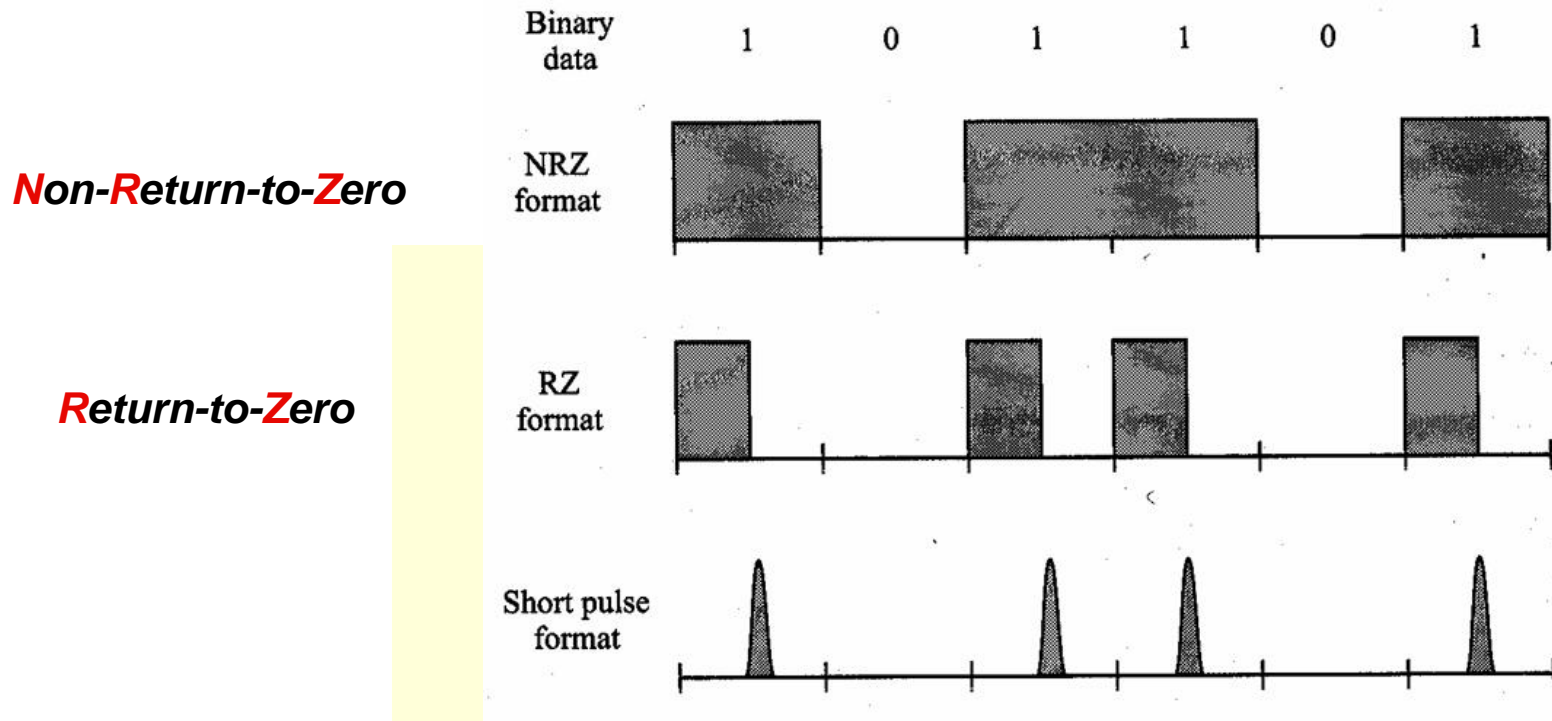 Binary
data
1 0 1 1 0 1
Non-Return-to-Zero
NRZ
format
Return-to-Zero
RZ
format
Short pulse
format